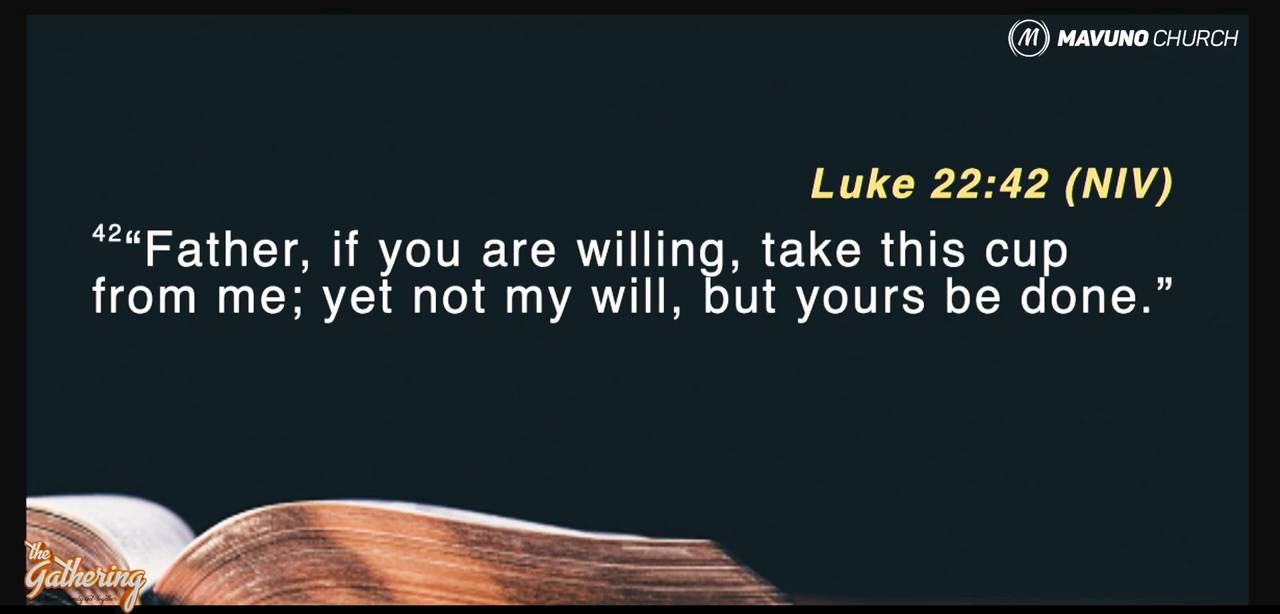 MAVUNO CHURCH
Luke 22:42 (NIV)
42“Father, if you are willing, take this cup
from me; yet not my will, but yours be done.”
the
Gathering